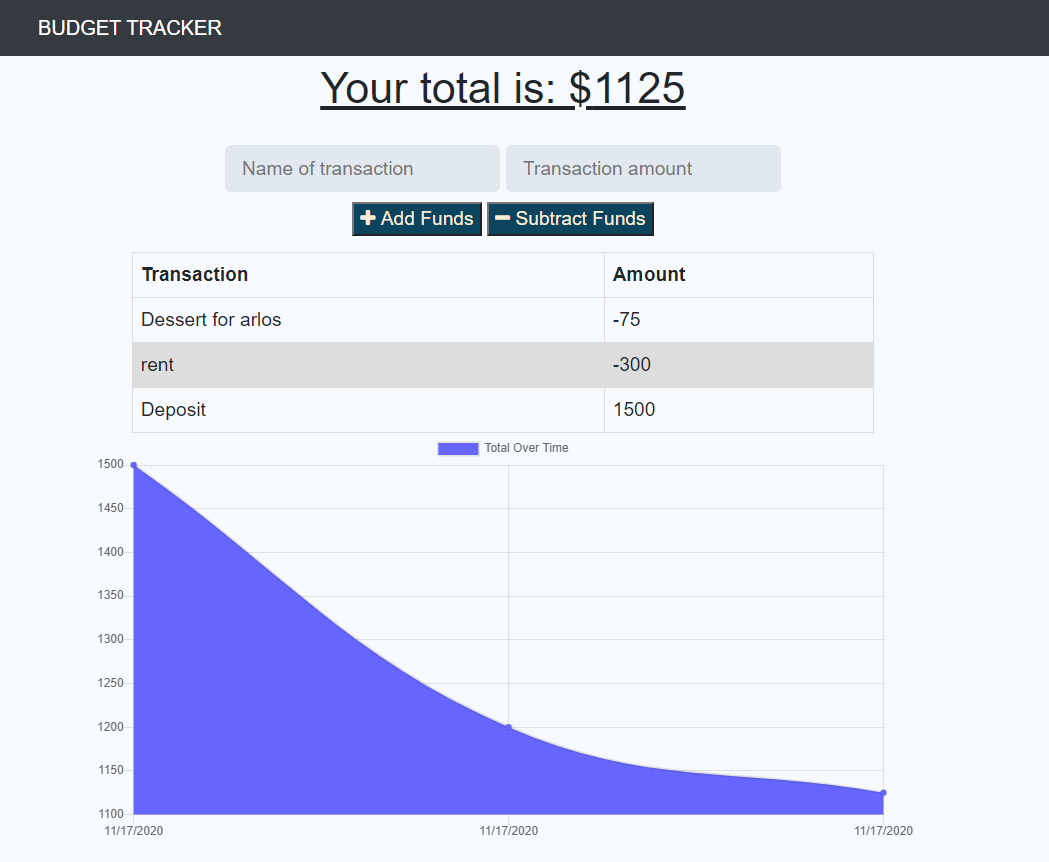 BUDGET TRACKER
Your total is: $1125
Name of transaction Transaction amount
Add Funds Subtract Funds
Transaction Amount
Dessert for arlos -75
rent -300
Deposit 1500
Total Over Time
1500
1450
1400
1350
1300
1250
1200
1150
1100
11/17/2020 11/17/2020 11/17/2020